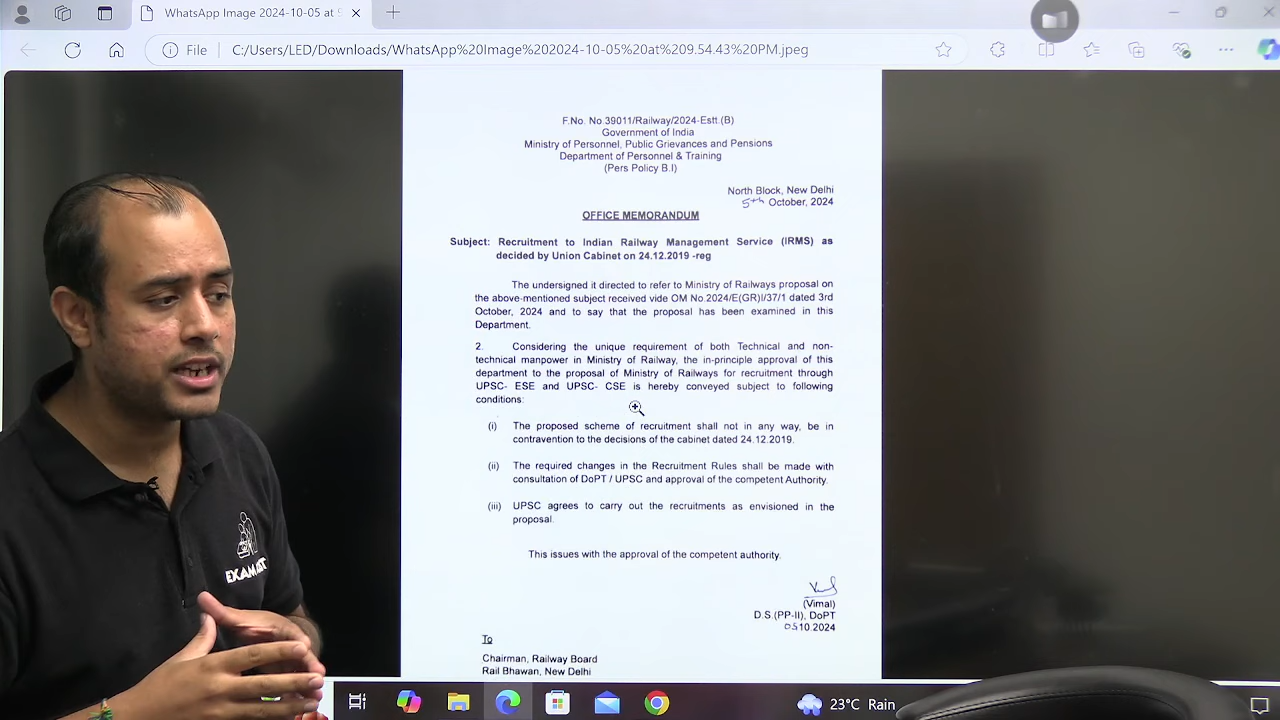 WhatsApp Image 2024-10-05 at 9
File
C:/Users/LED/Downloads/WhatsApp%20Image%202024-10-05%20at%209.54.43%20PM.jpeg
F.No. No.39011/Railway/2024-Estt.(B)
Government of India
Ministry of Personnel, Public Grievances and Pensions
Department of Personnel & Training
(Pers Policy B.I)
North Block, New Delhi
5th October, 2024
OFFICE MEMORANDUM
Subject: Recruitment to Indian Railway Management Service (IRMS) as
decided by Union Cabinet on 24.12.2019 -reg
The undersigned it directed to refer to Ministry of Railways proposal on
the above-mentioned subject received vide OM No.2024/E(GR)I/37/1 dated 3rd
October, 2024 and to say that the proposal has been examined in this
Department.
2. Considering the unique requirement of both Technical and non-
technical manpower in Ministry of Railway, the in-principle approval of this
department to the proposal of Ministry of Railways for recruitment through
UPSC- ESE and UPSC- CSE is hereby conveyed subject to following
conditions:
(i) The proposed scheme of recruitment shall not in any way, be in
contravention to the decisions of the cabinet dated 24.12.2019.
(ii) The required changes in the Recruitment Rules shall be made with
consultation of DoPT / UPSC and approval of the competent Authority.
(iii) UPSC agrees to carry out the recruitments as envisioned in the
proposal.
This issues with the approval of the competent authority.
(Vimal)
D.S.(PP-II), DoPT
05.10.2024
To
Chairman, Railway Board
Rail Bhawan, New Delhi
23°C Rain